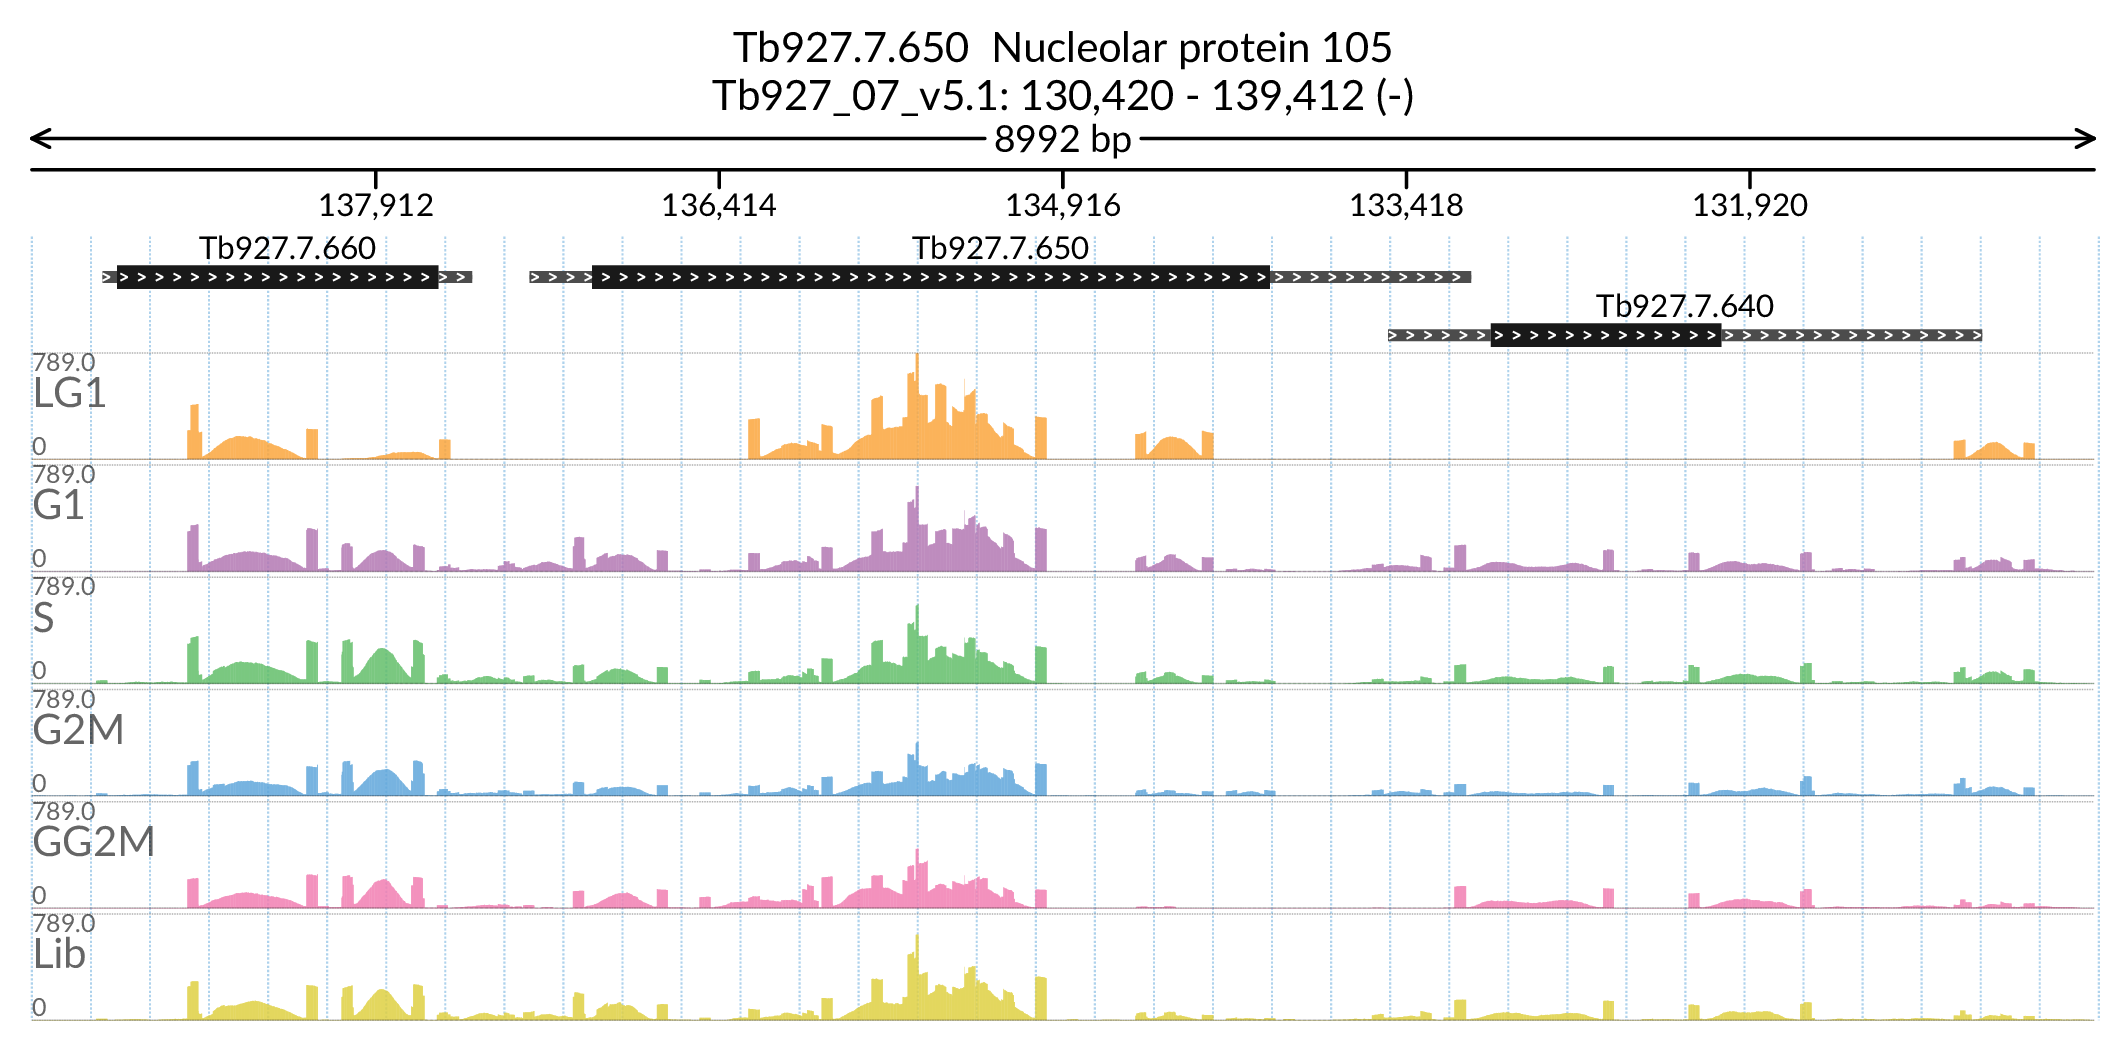 Tb927.7.650  Nucleolar protein 105
Tb927_07_v5.1: 130,420 - 139,412 (-)
8992 bp
137,912 136,414 134,916 133,418 131,920
Tb927.7.660 Tb927.7.650
Tb927.7.640
789.0
LG1
0
789.0
G1
0
789.0
S
0
789.0
G2M
0
789.0
GG2M
0
789.0
Lib
0